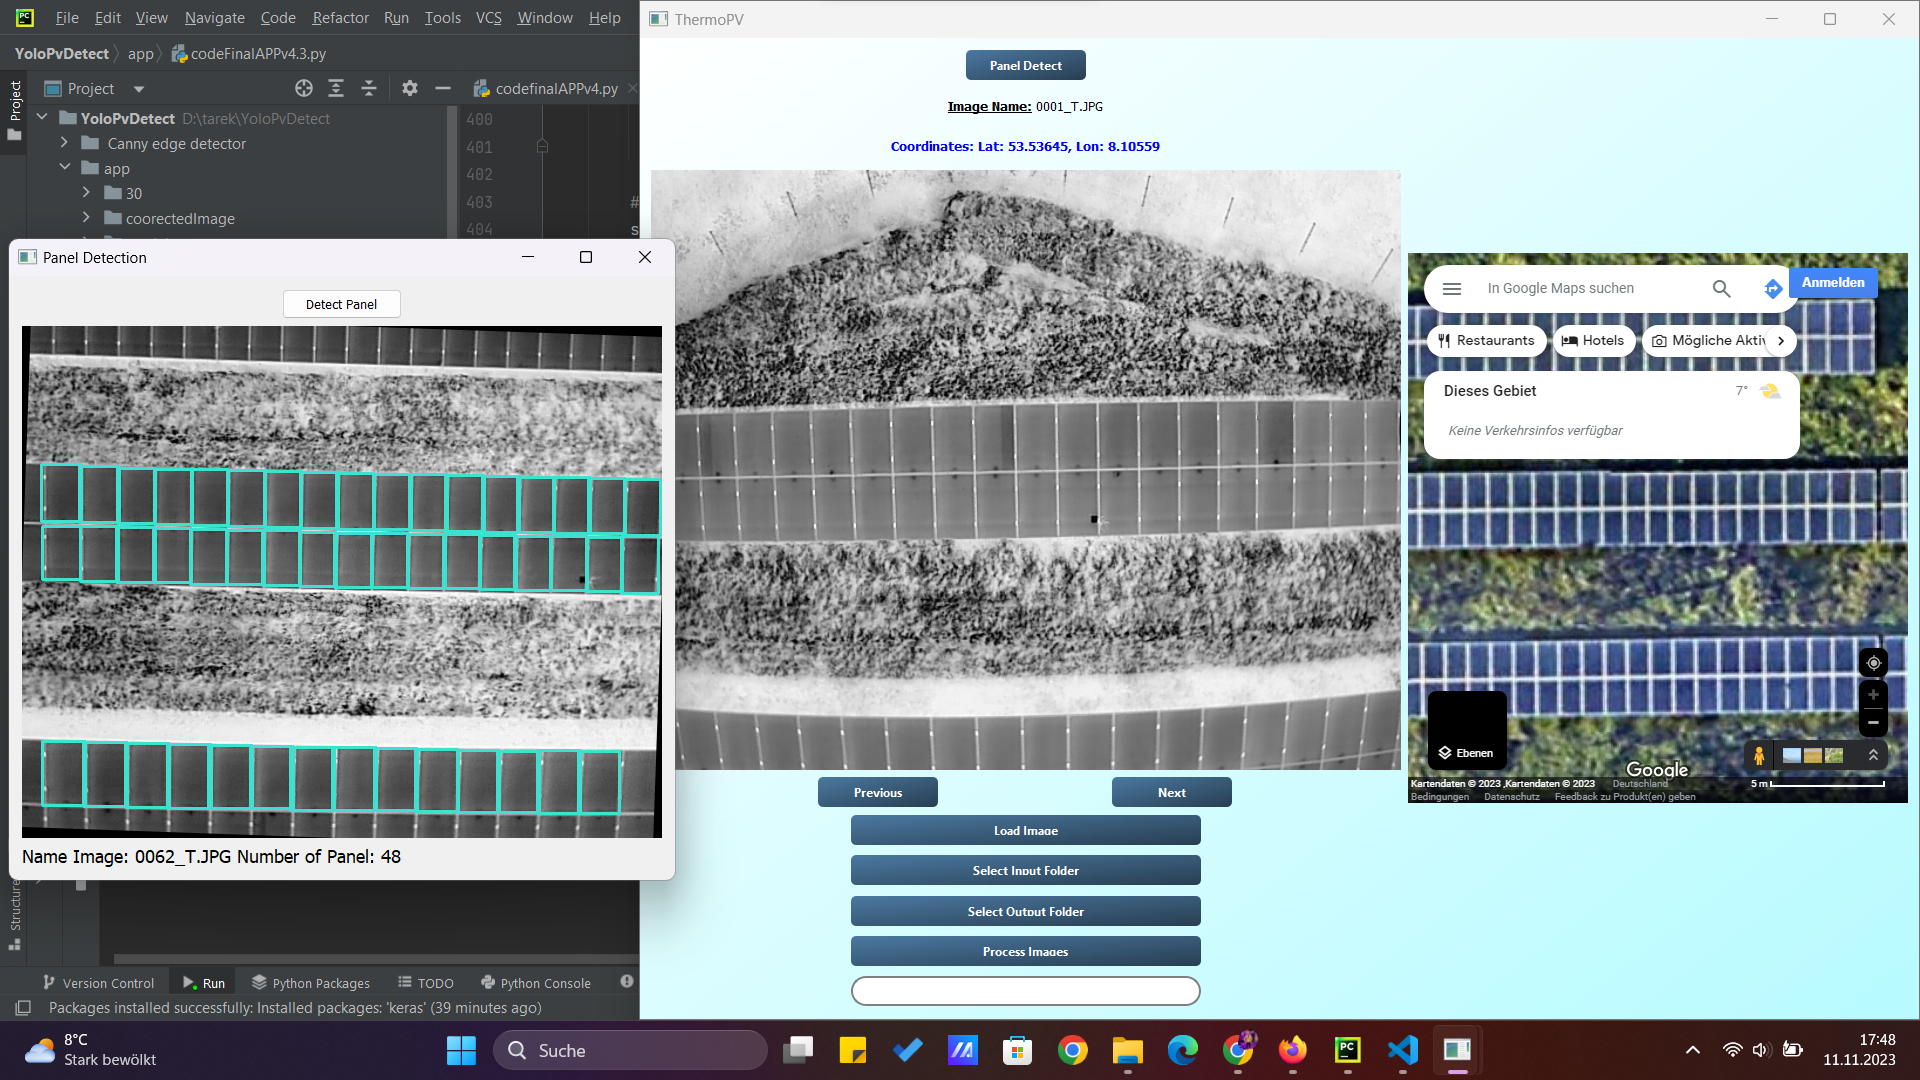 File Edit View Navigate Code Refactor Run Tools VCS Window Help
YoloPvDetect app codeFinalAPPv4.3.py
Project
Project
codefinalAPPv4.py
YoloPvDetect D:\tarek\YoloPvDetect
Canny edge detector
app
30
coorectedImage
400
401
402
403
404
#
s
Panel Detection
Detect Panel
Name Image: 0062_T.JPG Number of Panel: 48
Structure
Version Control Run Python Packages TODO Python Console
Packages installed successfully: Installed packages: 'keras' (39 minutes ago)
ThermoPV
Panel Detect
Image Name: 0001_T.JPG
Coordinates: Lat: 53.53645, Lon: 8.10559
Previous
Next
Load Image
Select Input Folder
Select Output Folder
Process Images
In Google Maps suchen
Anmelden
Restaurants Hotels Mögliche Aktiv
Dieses Gebiet 7°
Keine Verkehrsinfos verfügbar
Ebenen
Google
Kartendaten © 2023 ,Kartendaten © 2023 Deutschland 5 m
Bedingungen Datenschutz Feedback zu Produkt(en) geben
8°C
Stark bewölkt
Suche
17:48
11.11.2023